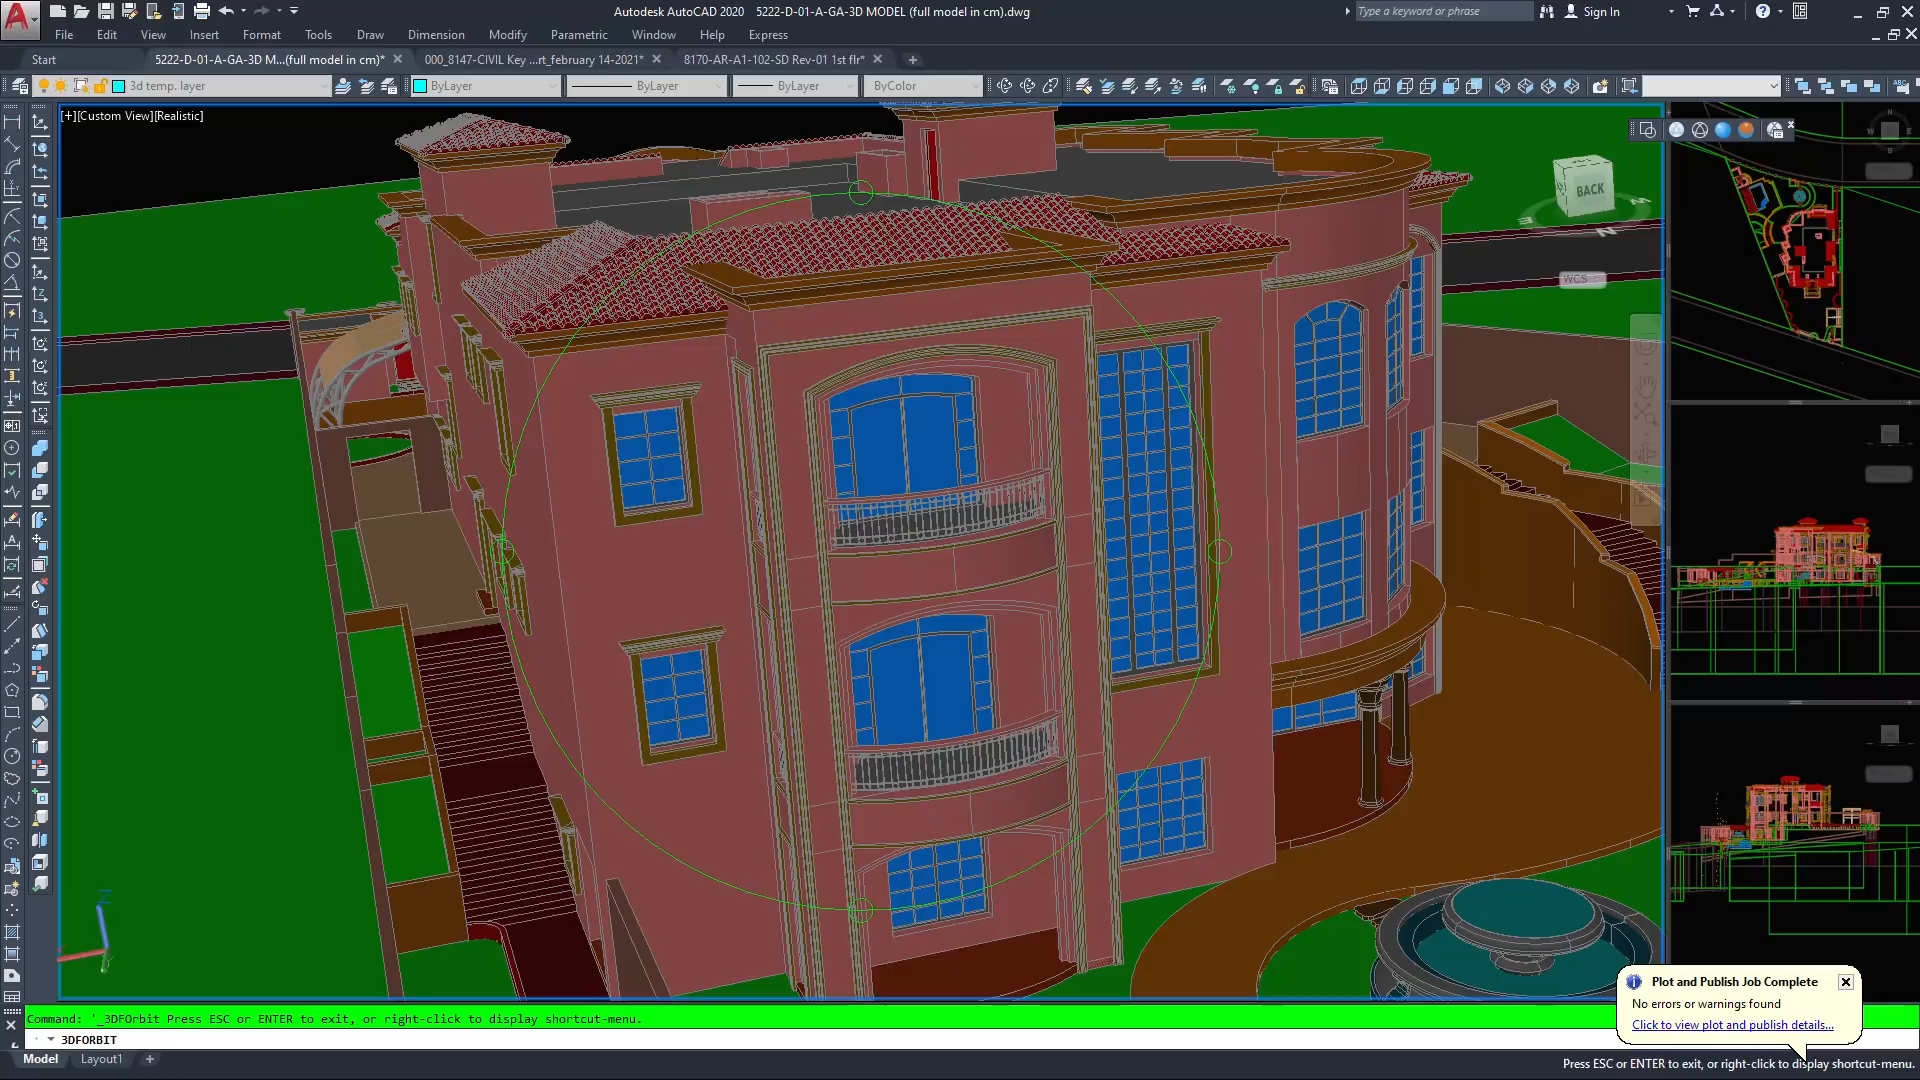 Autodesk AutoCAD 2020 5222-D-01-A-GA-3D MODEL (full model in cm).dwg
Type a keyword or phrase
Sign In
File Edit View Insert Format Tools Draw Dimension Modify Parametric Window Help Express
Start
5222-D-01-A-GA-3D M...(full model in cm)*
000_8147-CIVIL Key ...rt_february 14-2021*
8170-AR-A1-102-SD Rev-01 1st flr*
3d temp. layer
ByLayer
ByLayer
ByLayer
ByColor
[+][Custom View][Realistic]
BACK
N
WCS
Z
Plot and Publish Job Complete
No errors or warnings found
Click to view plot and publish details...
Command: '_3DFOrbit Press ESC or ENTER to exit, or right-click to display shortcut-menu.
3DFORBIT
Model Layout1
Press ESC or ENTER to exit, or right-click to display shortcut-menu.